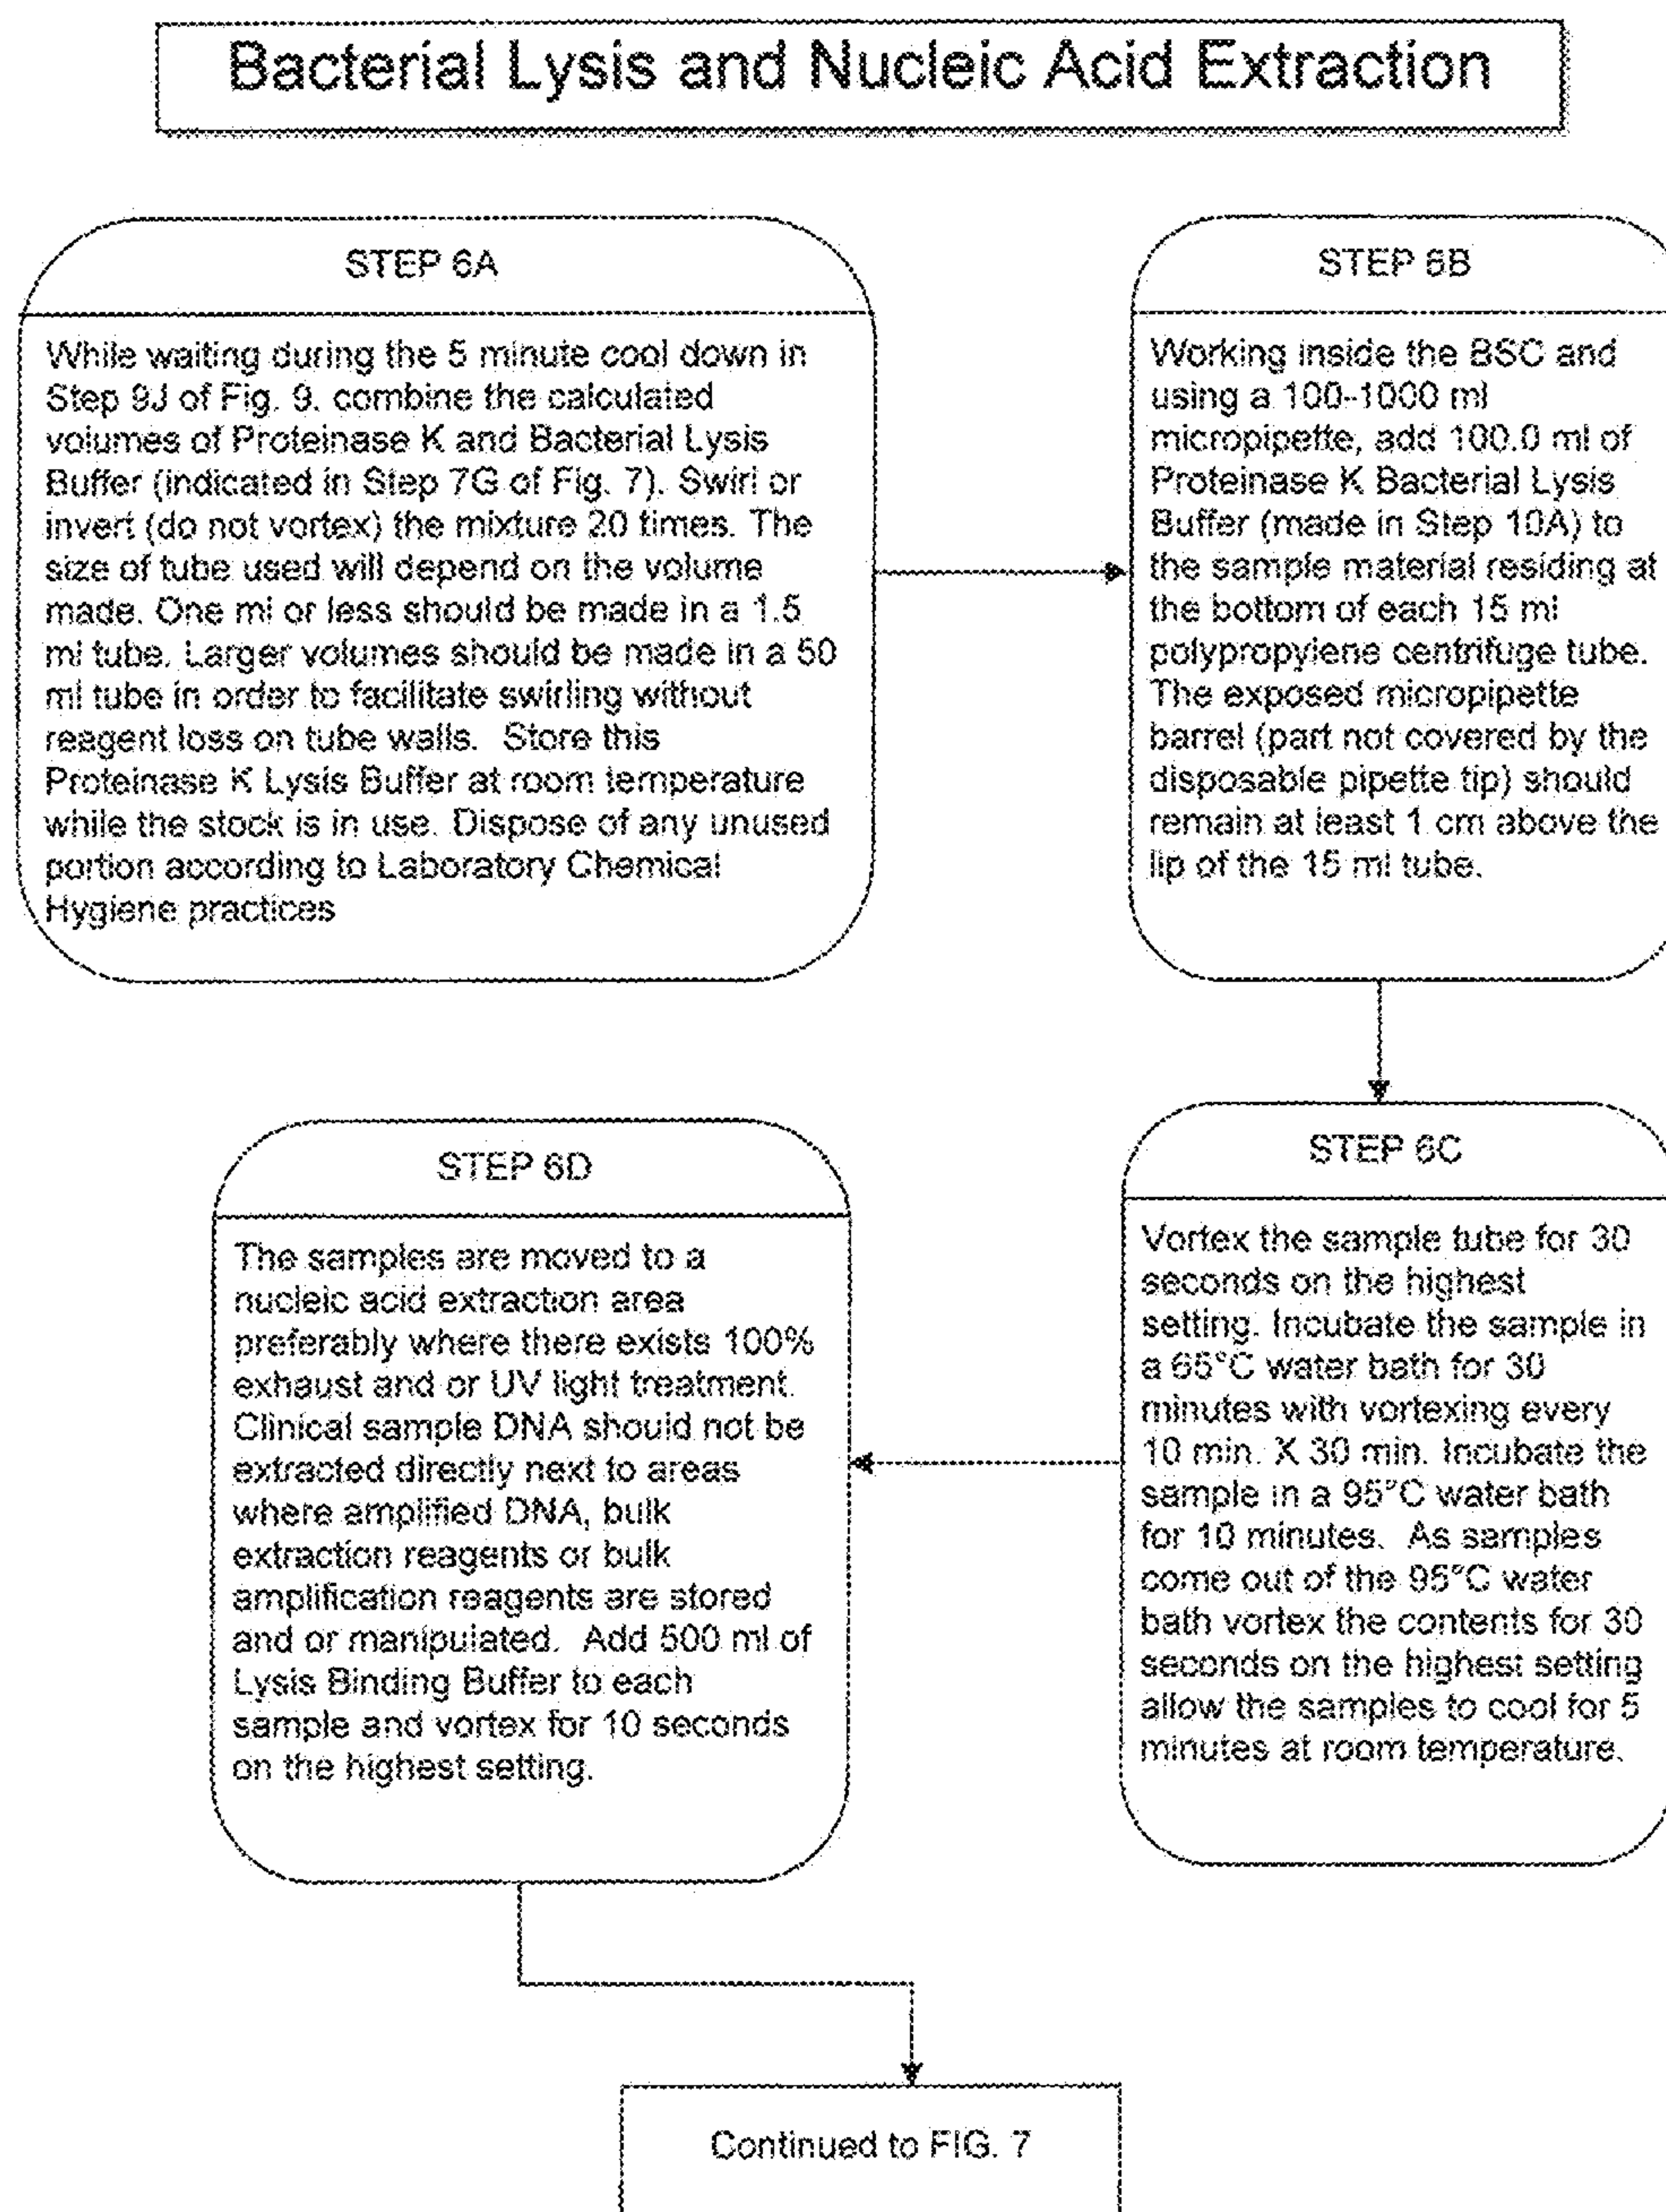 Bacterial Lysis and Nucleic Acid Extraction
STEP 6A
While waiting during the 5 minute cool down in
Step 9J of Fig. 9. combine the calculated
volumes of Proteinase K and Bacterial Lysis
Buffer (indicated in Step 7G of Fig. 7). Swirl or
invert (do not vortex) the mixture 20 times. The
size of tube used will depend on the volume
made. One ml or less should be made in a 1.5
ml tube. Larger volumes should be made in a 50
ml tube in order to facilitate swirling without
reagent loss on tube walls. Store this
Proteinase K Lysis Buffer at room temperature
while the stock is in use. Dispose of any unused
portion according to Laboratory Chemical
Hygiene practices
STEP 6B
Working inside the BSC and
using a 100-1000 ml
micropipette, add 100.0 ml of
Proteinase K Bacterial Lysis
Buffer (made in Step 10A) to
the sample material residing at
the bottom of each 15 ml
polypropylene centrifuge tube.
The exposed micropipette
barrel (part not covered by the
disposable pipette tip) should
remain at least 1 cm above the
lip of the 15 ml tube.
STEP 6C
Vortex the sample tube for 30
seconds on the highest
setting. Incubate the sample in
a 65°C water bath for 30
minutes with vortexing every
10 min. X 30 min. Incubate the
sample in a 95°C water bath
for 10 minutes. As samples
come out of the 95°C water
bath vortex the contents for 30
seconds on the highest setting
allow the samples to cool for 5
minutes at room temperature.
STEP 6D
The samples are moved to a
nucleic acid extraction area
preferably where there exists 100%
exhaust and or UV light treatment.
Clinical sample DNA should not be
extracted directly next to areas
where amplified DNA, bulk
extraction reagents or bulk
amplification reagents are stored
and or manipulated. Add 500 ml of
Lysis Binding Buffer to each
sample and vortex for 10 seconds
on the highest setting.
Continued to FIG. 7